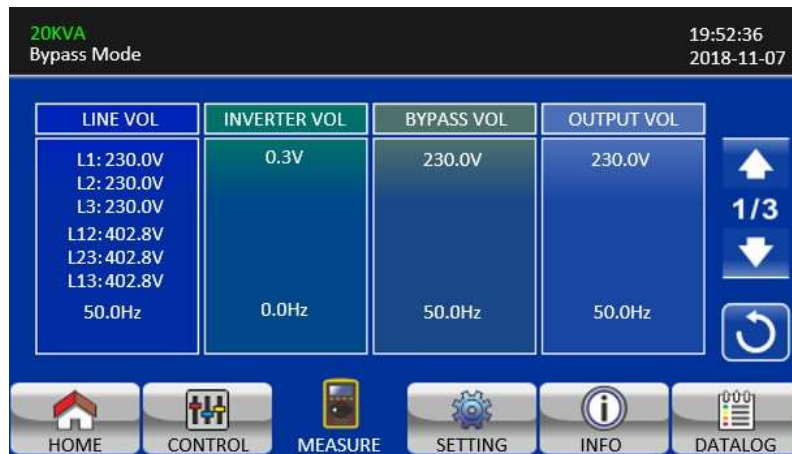 20KVA
Bypass Mode
19:52:36
2018-11-07
LINE VOL
INVERTER VOL
BYPASS VOL
OUTPUT VOL
L1: 230.0V
L2: 230.0V
L3: 230.0V
L12: 402.8V
L23: 402.8V
L13: 402.8V
50.0Hz
0.3V
0.0Hz
230.0V
50.0Hz
230.0V
50.0Hz
1/3
HOME
CONTROL
MEASURE
SETTING
INFO
DATALOG